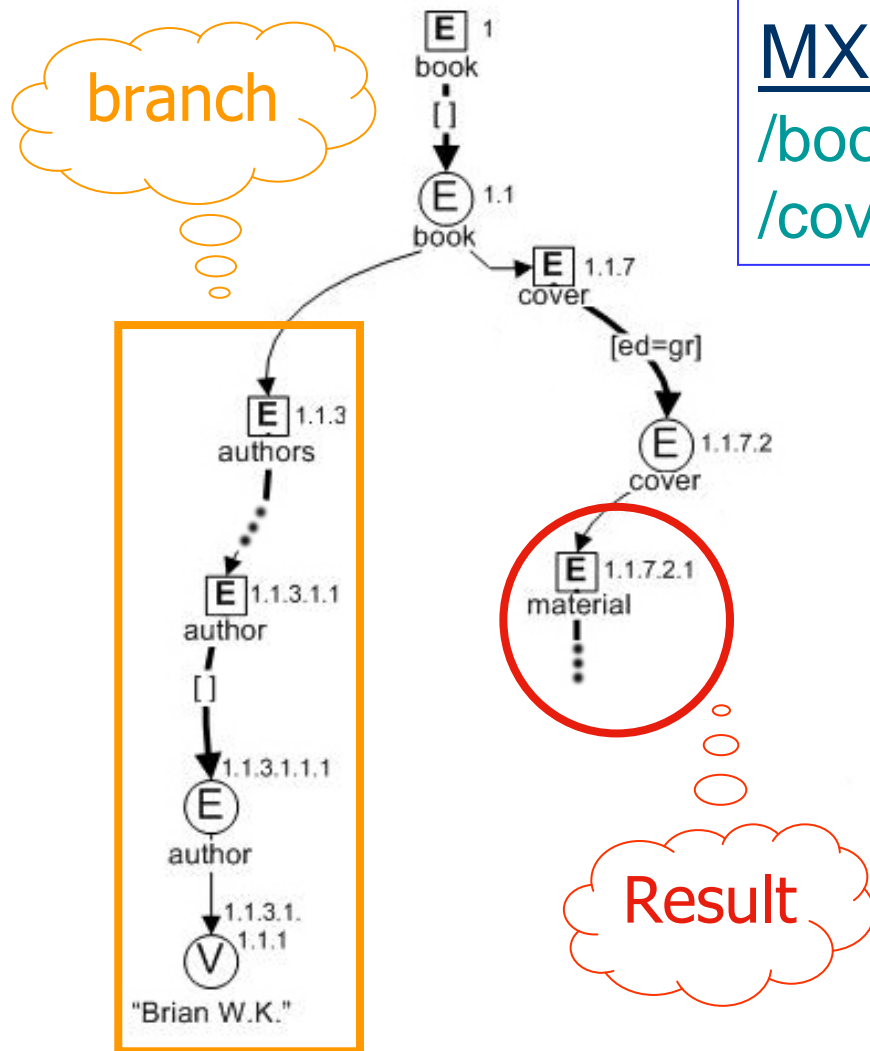 E 1
book
[ ]
E 1.1
book
branch
MX
/boo
/cov
E 1.1.7
cover
[ed=gr]
E 1.1.7.2
cover
E 1.1.3
authors
E 1.1.3.1.1
author
[ ]
1.1.3.1.1.1
E
author
1.1.3.1.
1.1.1
V
“Brian W.K.”
E 1.1.7.2.1
material
Result